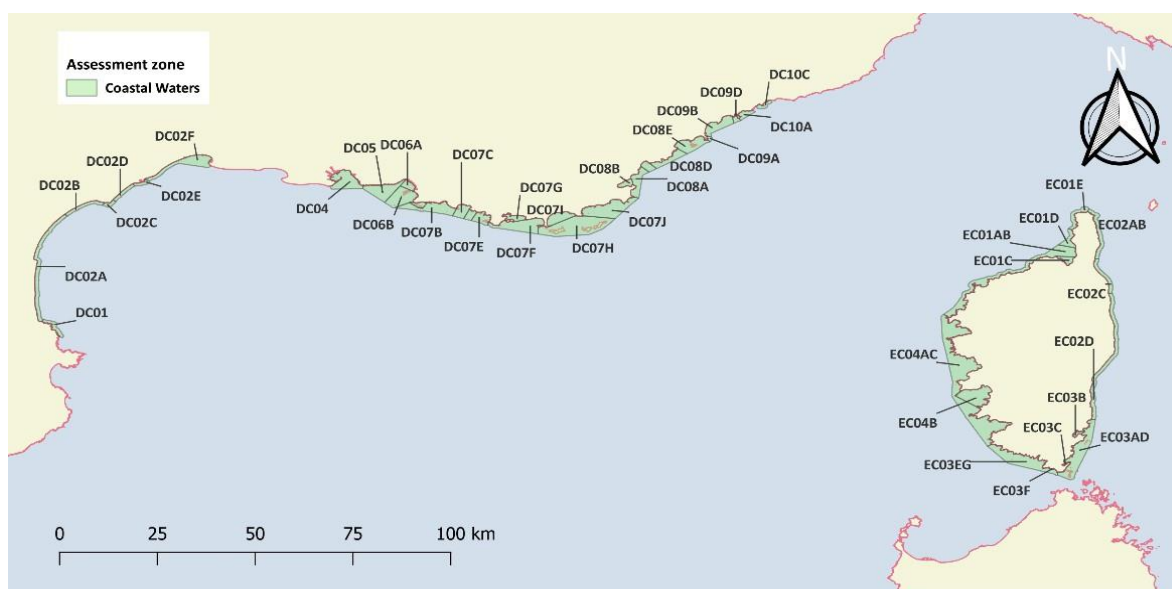 N
Assessment zone
Coastal Waters
DC10C
DC09D
DC09B
DC10A
DC08E
DC09A
DC02F
DC06A
DC05
DC07C
DC08D
DC02D
DC08B
DC08A
DC02B
DC02E
DC04
DC07G
DC02C
DC07I
DC07J
DC06B
DC07B
DC07E
DC07F
DC07H
DC02A
DC01
EC01E
EC01D
EC02AB
EC01AB
EC01C
EC02C
EC02D
EC04AC
EC03B
EC04B
EC03C
EC03AD
EC03EG
EC03F
0 25 50 75 100 km